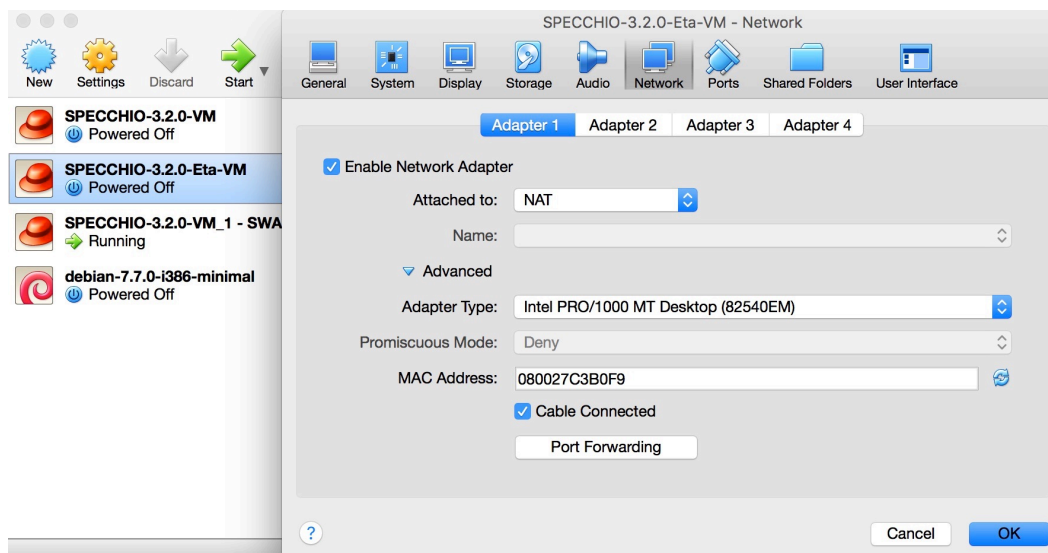 SPECCHIO-3.2.0-Eta-VM - Network
New Settings Discard Start
General System Display Storage Audio Network Ports Shared Folders User Interface
SPECCHIO-3.2.0-VM
Powered Off
SPECCHIO-3.2.0-Eta-VM
Powered Off
SPECCHIO-3.2.0-VM_1 - SWA
Running
debian-7.7.0-i386-minimal
Powered Off
Adapter 1 Adapter 2 Adapter 3 Adapter 4
Enable Network Adapter
Attached to: NAT
Name:
Advanced
Adapter Type: Intel PRO/1000 MT Desktop (82540EM)
Promiscuous Mode: Deny
MAC Address: 080027C3B0F9
Cable Connected
Port Forwarding
? Cancel OK